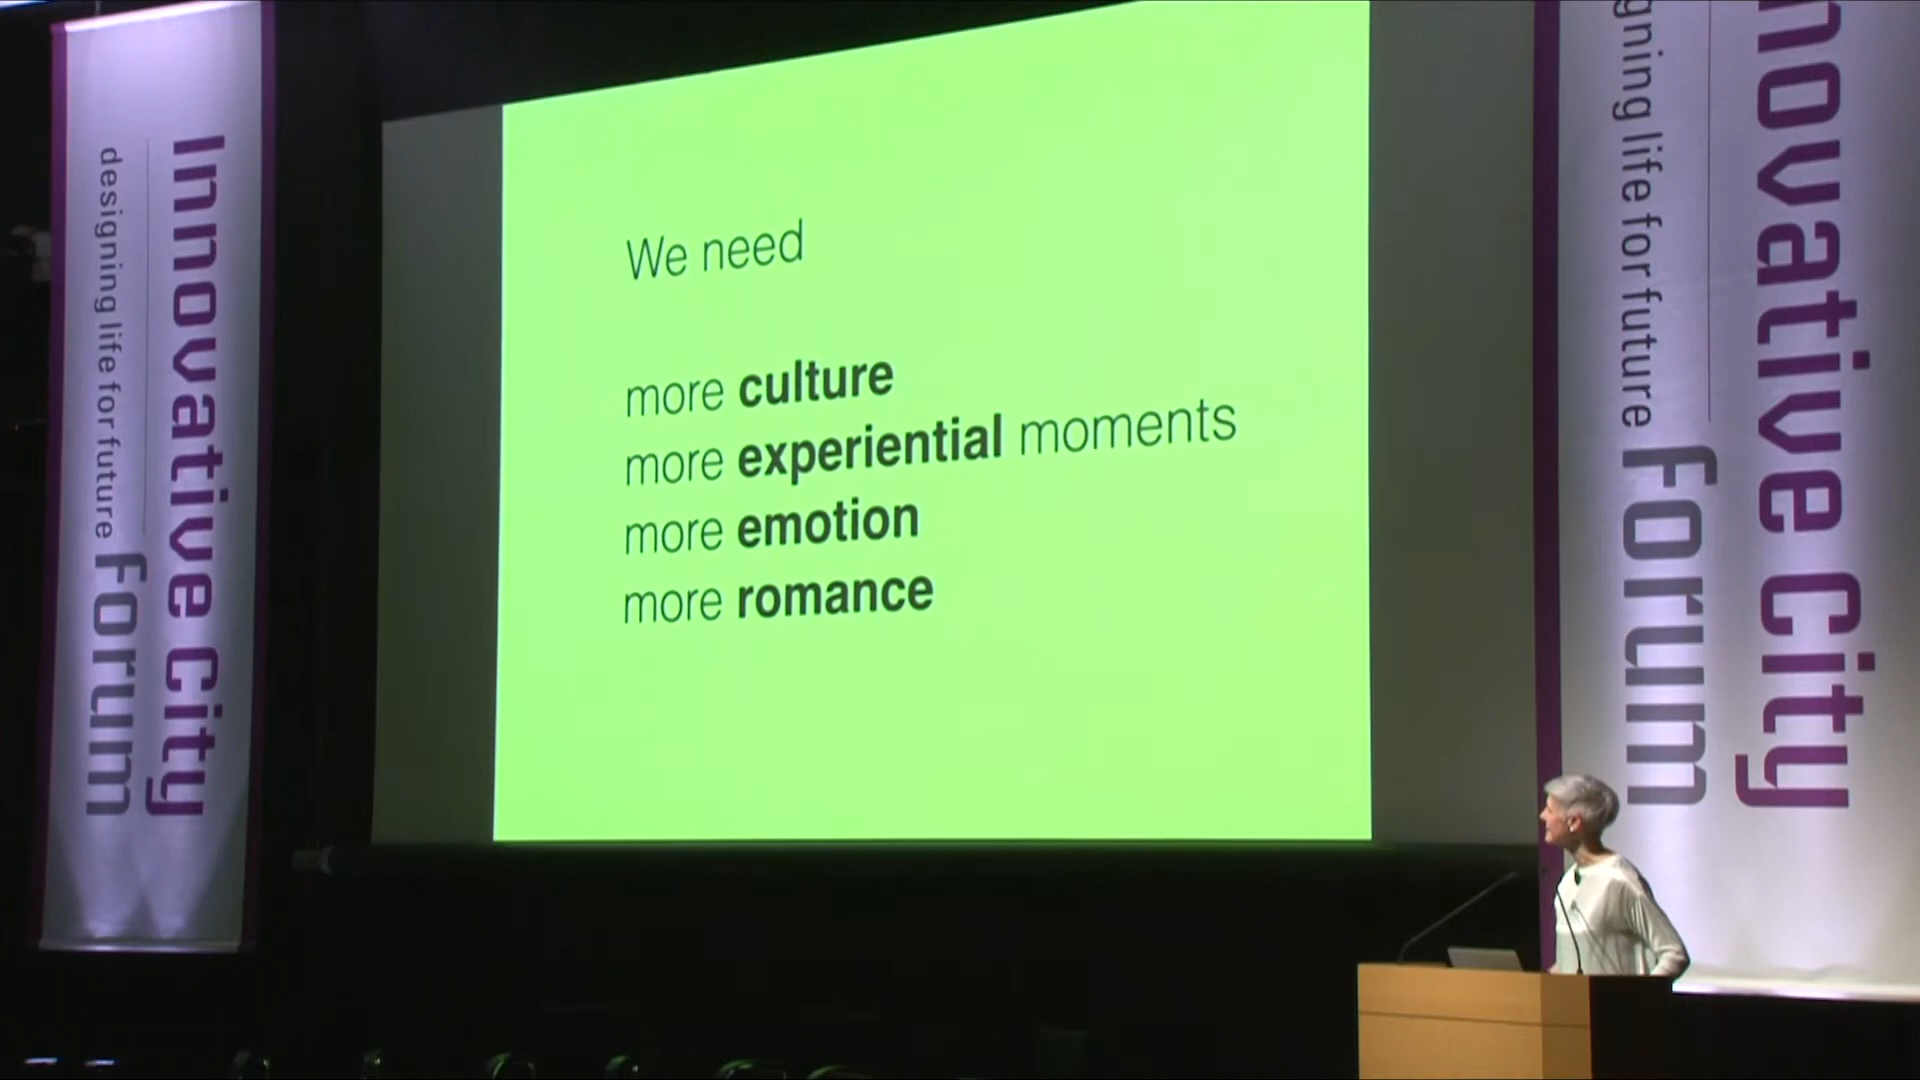 Innovative City
designing life for future Forum
We need
more culture
more experiential moments
more emotion
more romance
nnovative City
gning life for future Forum